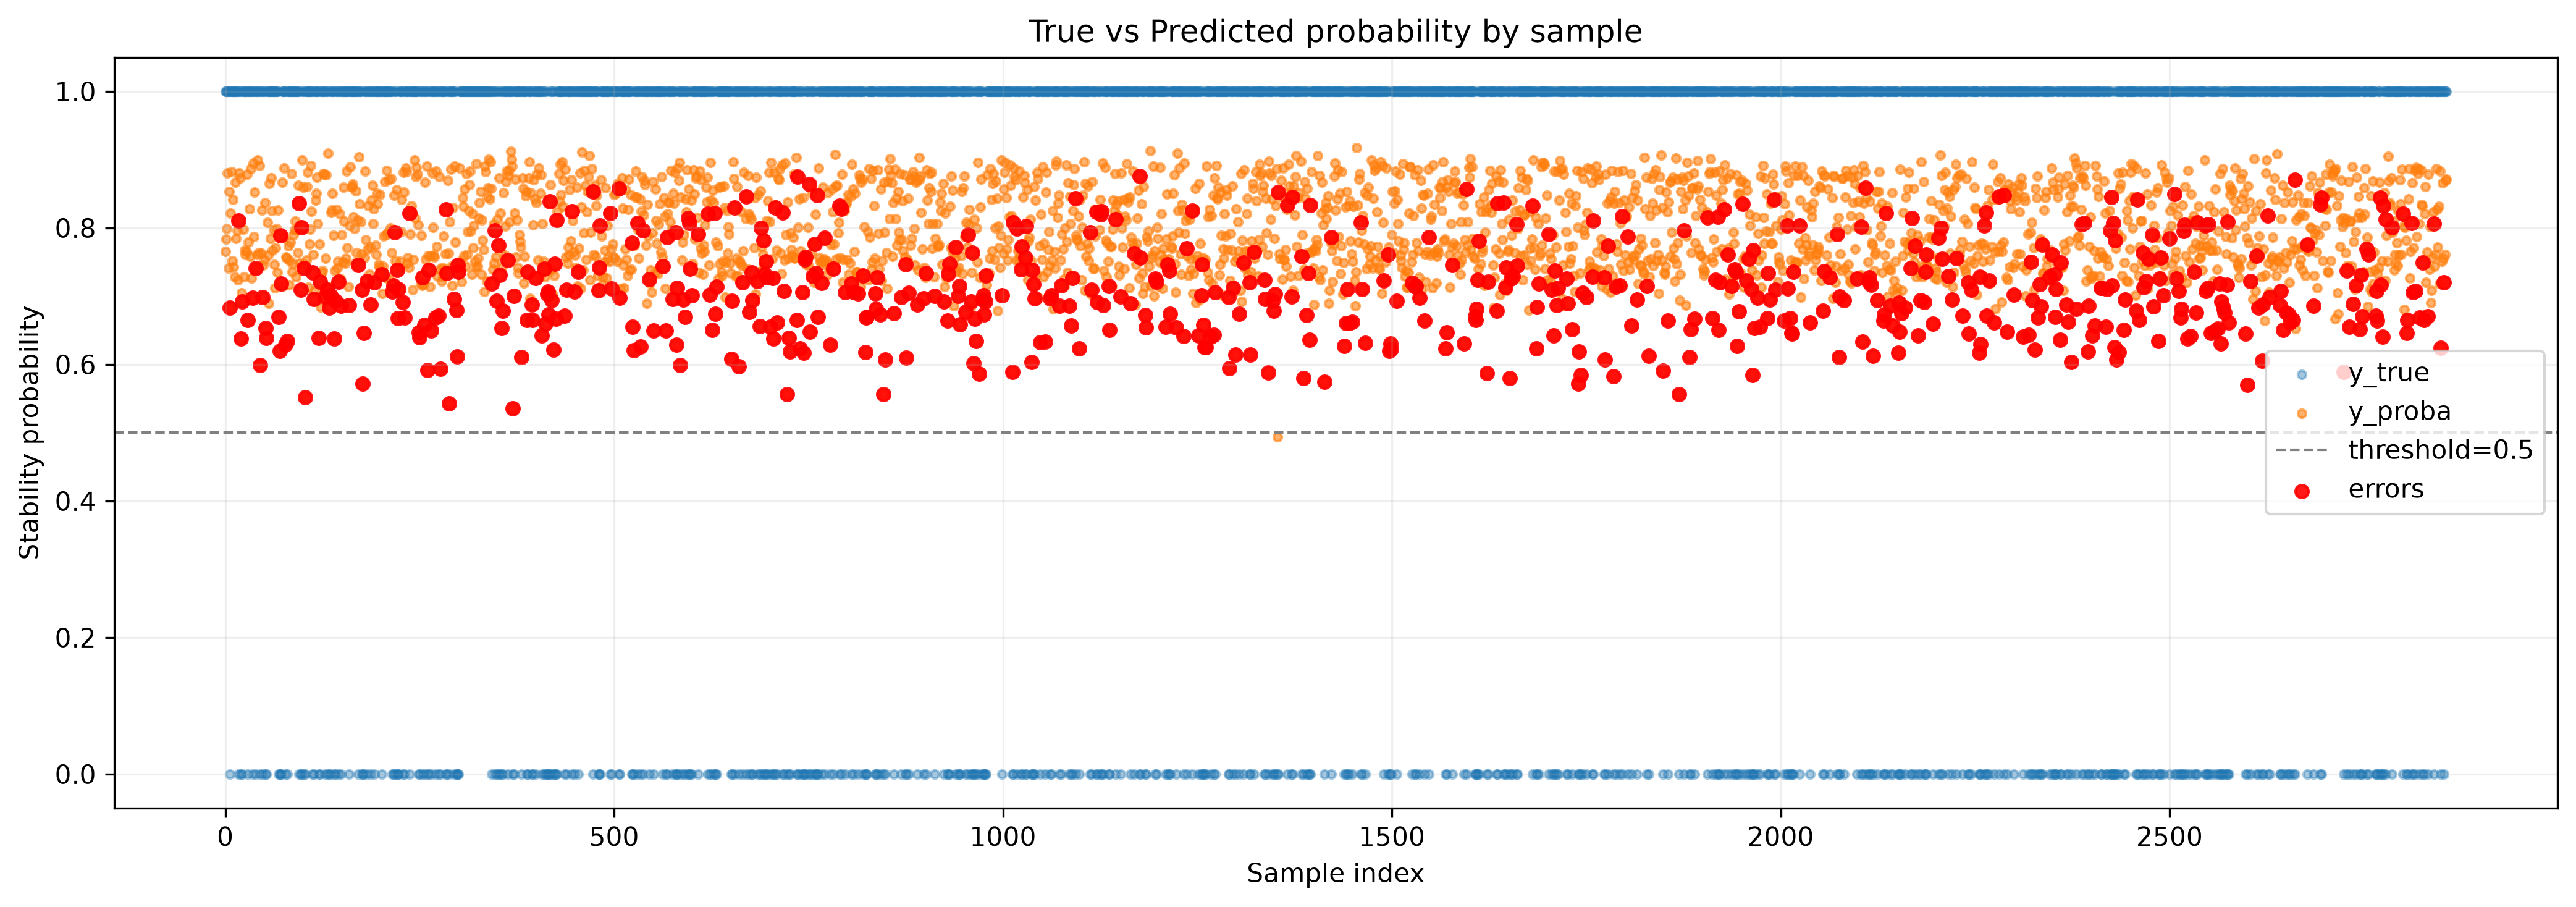 True vs Predicted probability by sample
Stability probability
1.0
0.8
0.6
0.4
0.2
0.0
y_true
y_proba
threshold=0.5
errors
0
500
1000
1500
2000
2500
Sample index